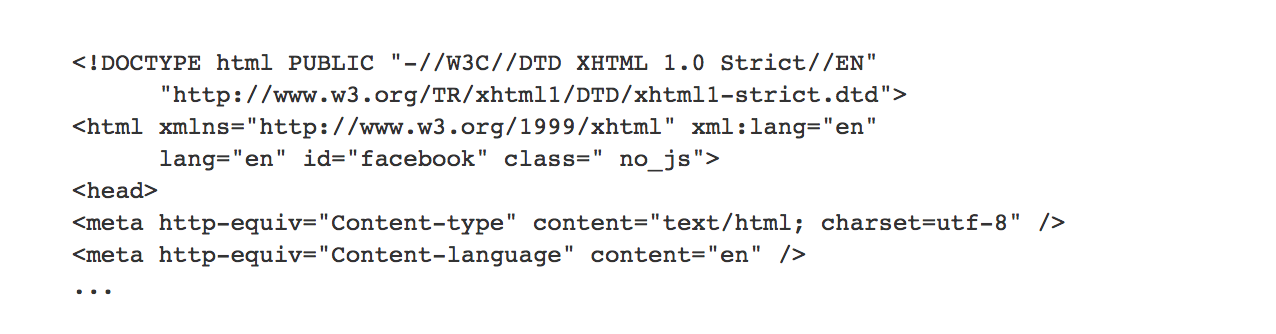 <!DOCTYPE html PUBLIC "-//W3C//DTD XHTML 1.0 Strict//EN"
"http://www.w3.org/TR/xhtml1/DTD/xhtml1-strict.dtd">
<html xmlns="http://www.w3.org/1999/xhtml" xml:lang="en"
lang="en" id="facebook" class=" no_js">
<head>
<meta http-equiv="Content-type" content="text/html; charset=utf-8" />
<meta http-equiv="Content-language" content="en" />
...